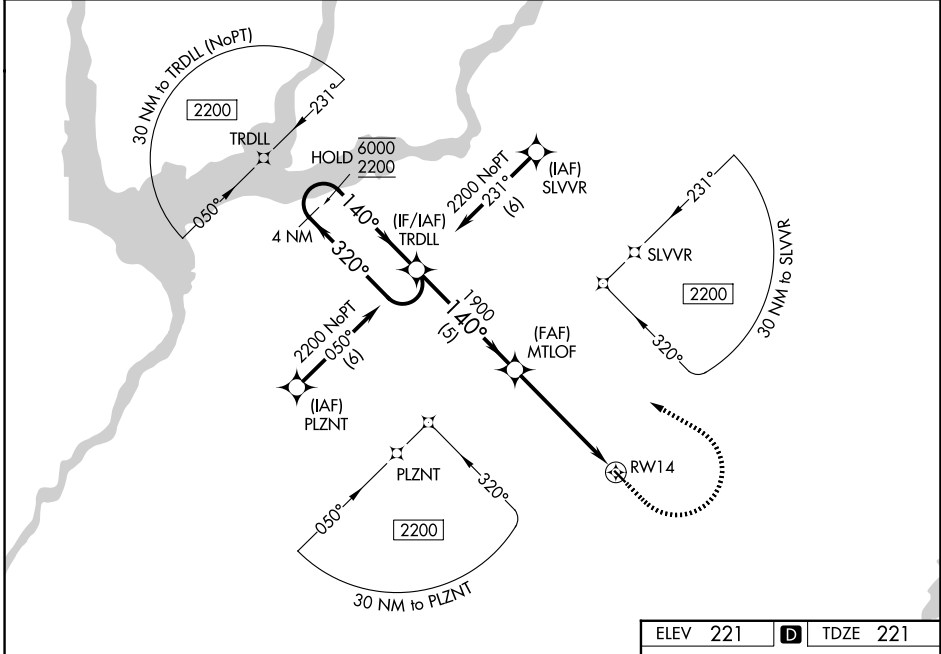 30 NM to TRDLL (NoPT)
2200
231°
TRDLL
050°
HOLD 6000
2200
4 NM
140°
320°
(IF/IAF)
TRDLL
2200 NoPT
231°
(6)
(IAF)
SLVVR
231°
SLVVR
2200
320°
30 NM to SLVVR
1900
140°
(5)
(FAF)
MTLOF
2200 NoPT
050°
(6)
(IAF)
PLZNT
RW14
PLZNT
050°
320°
2200
30 NM to PLZNT
ELEV 221 D TDZE 221